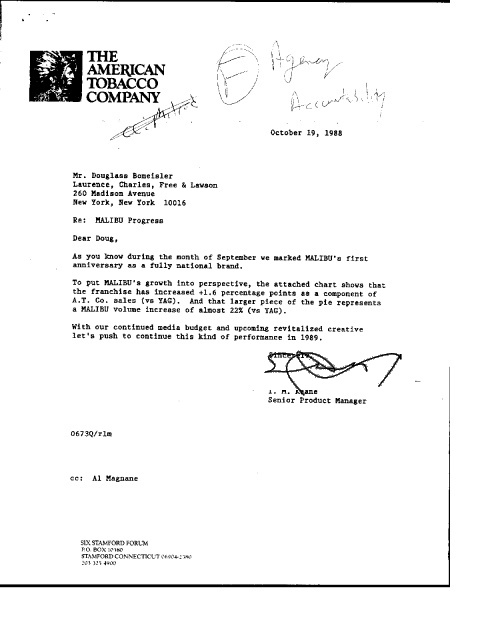 THE
AMERICAN
TOBACCO
COMPANY
F
Agency
Accountability
October 19, 1988
Mr. Douglass Bomeisler
Laurence, Charles, Free & Lawson
260 Madison Avenue
New York, New York 10016
Re: MALIBU Progress
Dear Doug,
As you know during the month of September we marked MALIBU's first
anniversary as a fully national brand.
To put MALIBU's growth into perspective, the attached chart shows that
the franchise has increased +1.6 percentage points as a component of
A.T. Co. sales (vs YAG). And that larger piece of the pie represents
a MALIBU volume increase of almost 22% (vs YAG).
With our continued media budget and upcoming revitalized creative
let's push to continue this kind of performance in 1989.
Sincerely,
Senior Product Manager
0673Q/rlm
cc: Al Magnane
SIX STAMFORD FORUM
P.O. BOX 10380
STAMFORD CONNECTICUT 06904-2380
203 325-4900